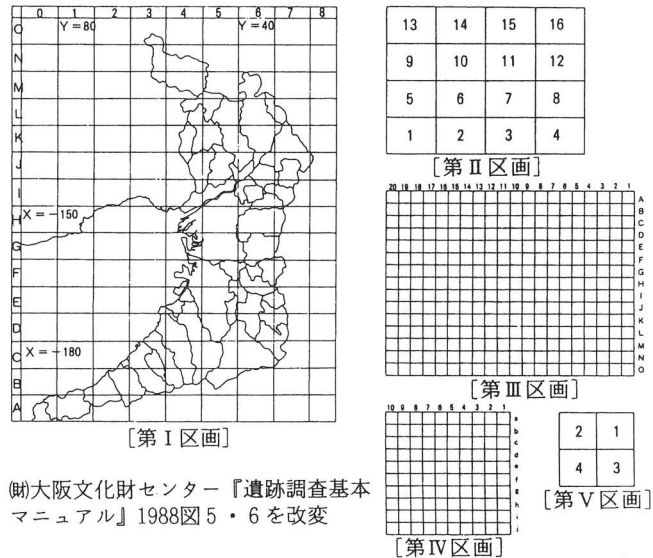 0 1 2 3 4 5 6 7 8
O
N
M
L
K
J
I
H
G
F
E
D
C
B
A
Y=80
Y=40
X=-150
X=-180
[第Ⅰ区画]
13 14 15 16
9 10 11 12
5 6 7 8
1 2 3 4
[第Ⅱ区画]
20 19 18 17 16 15 14 13 12 11 10 9 8 7 6 5 4 3 2 1
A
B
C
D
E
F
G
H
I
J
K
L
M
N
O
[第Ⅲ区画]
10 9 8 7 6 5 4 3 2 1
a
b
c
d
e
f
g
h
i
j
[第Ⅳ区画]
2 1
4 3
[第Ⅴ区画]
㈶大阪文化財センター『遺跡調査基本
マニュアル』1988図5・6を改変